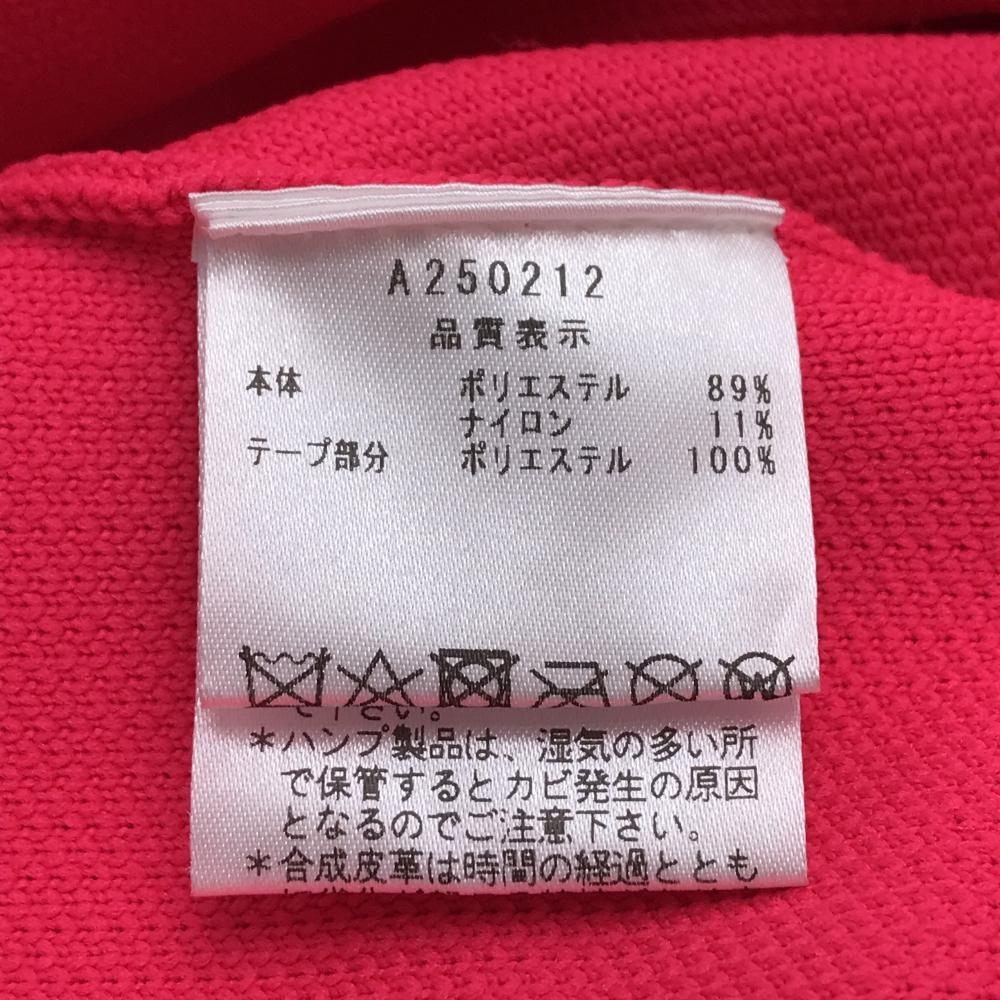 A250212
品質表示
本体 ポリエステル 89%
ナイロン 11%
テープ部分 ポリエステル 100%
さい。
*ハンプ製品は、湿気の多い所
で保管するとカビ発生の原因
となるのでご注意下さい。
*合成皮革は時間の経過ととも